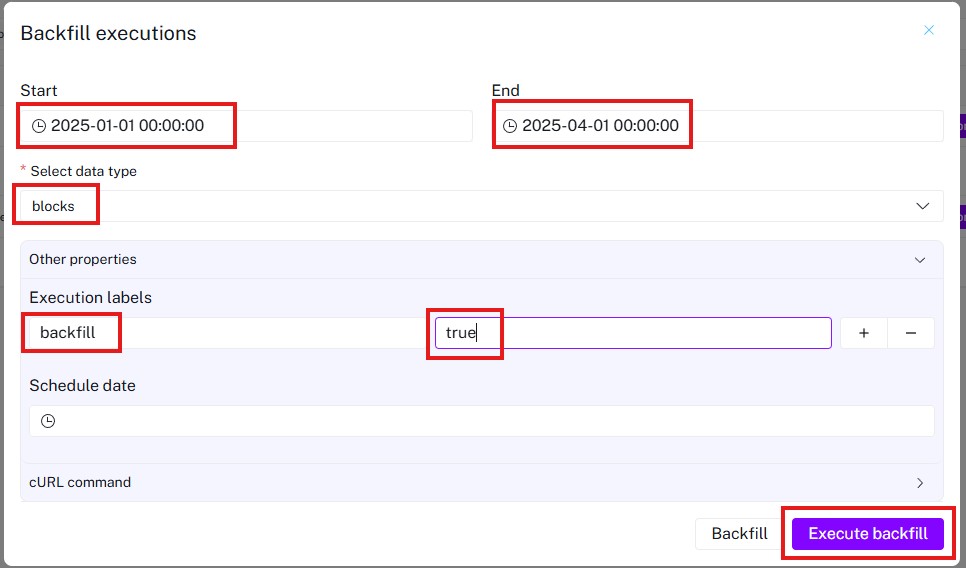 Backfill executions
Start
End
2025-01-01 00:00:00
2025-04-01 00:00:00
* Select data type
blocks
Other properties
Execution labels
backfill
true
+
−
Schedule date
cURL command
Backfill
Execute backfill